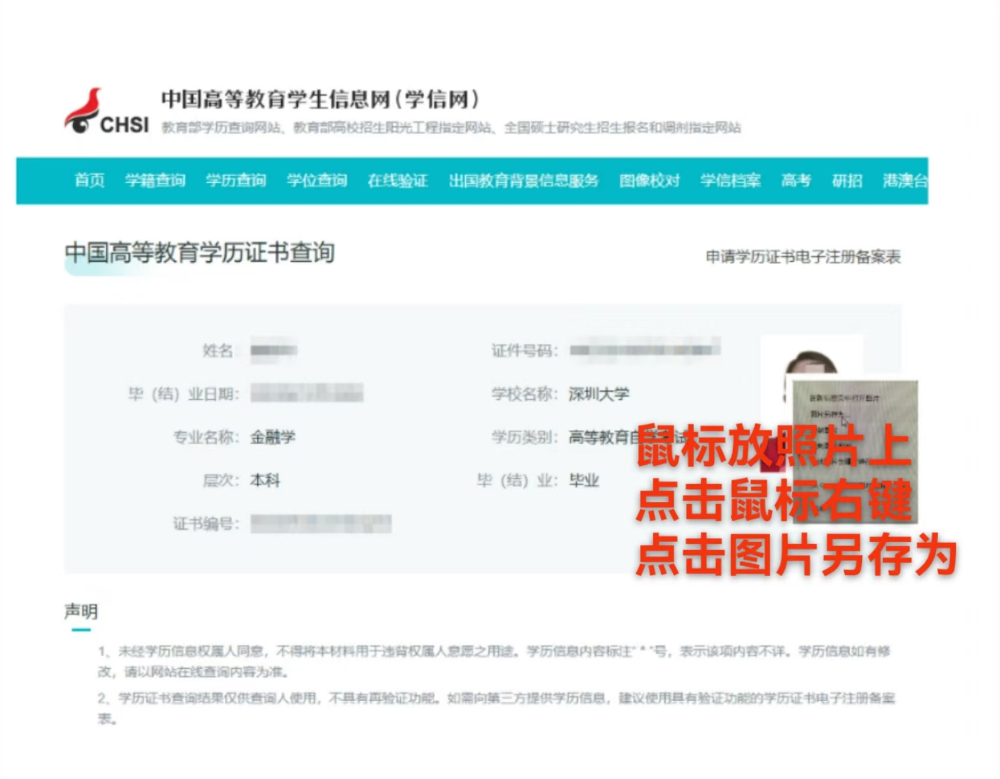 中国高等教育学生信息网(学信网)
CHSI
教育部学历查询网站、教育部高校招生阳光工程指定网站、全国硕士研究生招生报名和调剂指定网站
首页 学籍查询 学历查询 学位查询 在线验证 出国教育背景信息服务 图像校对 学信档案 高考 研招 港澳台
中国高等教育学历证书查询
申请学历证书电子注册备案表
姓名:
证件号码:
毕(结)业日期:
学校名称: 深圳大学
专业名称: 金融学
学历类别: 高等教育自学考试
层次: 本科
毕(结)业: 毕业
证书编号:
图片另存为
鼠标放照片上
点击鼠标右键
点击图片另存为
声明
1、未经学历信息权属人同意,不得将本材料用于违背权属人意愿之用途。学历信息内容标注"*"号,表示该项内容不详。学历信息如有修
改,请以网站在线查询内容为准。
2、学历证书查询结果仅供查询人使用,不具有再验证功能。如需向第三方提供学历信息,建议使用具有验证功能的学历证书电子注册备案
表。